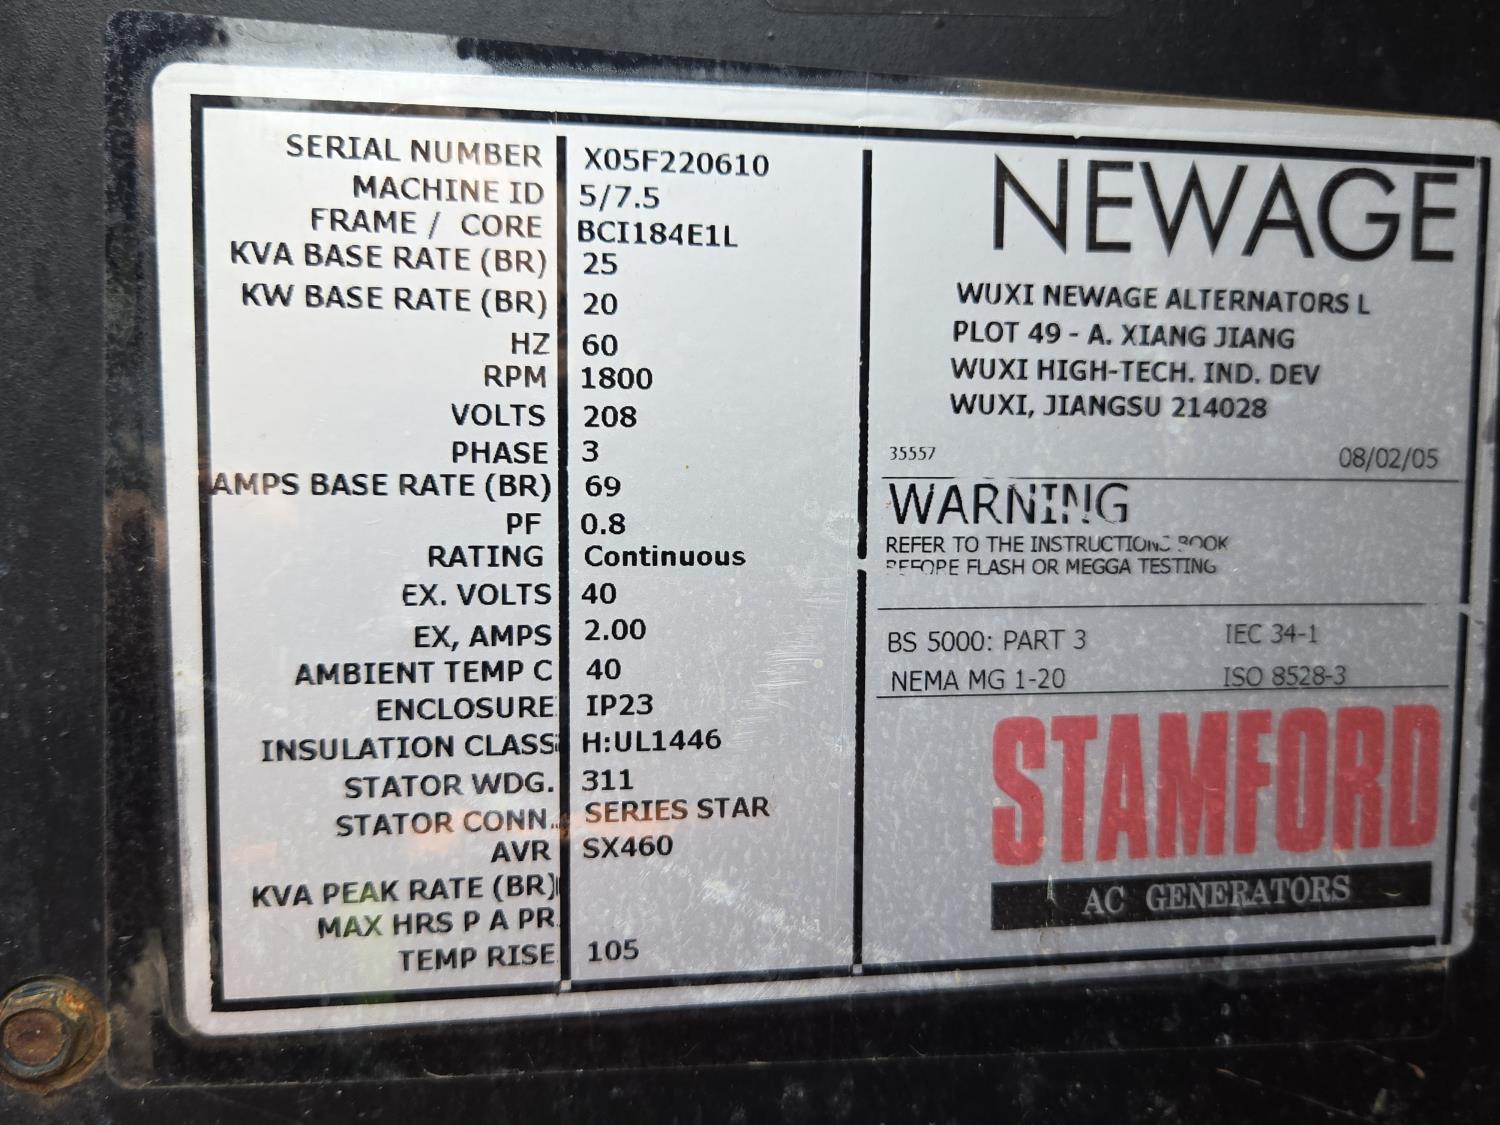 SERIAL NUMBER X05F220610
MACHINE ID 5/7.5
FRAME / CORE BCI184E1L
KVA BASE RATE (BR) 25
KW BASE RATE (BR) 20
HZ 60
RPM 1800
VOLTS 208
PHASE 3
AMPS BASE RATE (BR) 69
PF 0.8
RATING Continuous
EX. VOLTS 40
EX, AMPS 2.00
AMBIENT TEMP C 40
ENCLOSURE IP23
INSULATION CLASS H:UL1446
STATOR WDG. 311
STATOR CONN. SERIES STAR
AVR SX460
KVA PEAK RATE (BR)
MAX HRS P A PR
TEMP RISE 105
NEWAGE
WUXI NEWAGE ALTERNATORS L
PLOT 49 - A. XIANG JIANG
WUXI HIGH-TECH. IND. DEV
WUXI, JIANGSU 214028
35557 08/02/05
WARNING
REFER TO THE INSTRUCTION BOOK
BEFORE FLASH OR MEGGA TESTING
BS 5000: PART 3 IEC 34-1
NEMA MG 1-20 ISO 8528-3
STAMFORD
AC GENERATORS